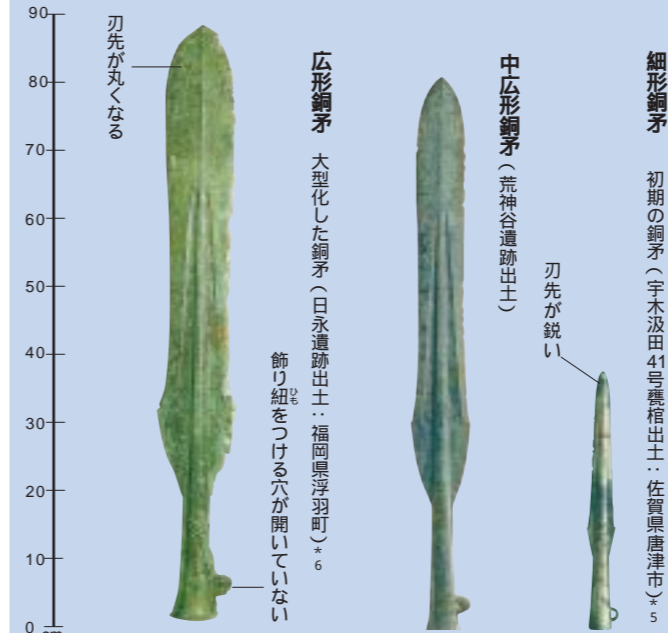 細形銅矛　初期の銅矛（宇木汲田41号甕棺出土：佐賀県唐津市）*5
刃先が鋭い
中広形銅矛（荒神谷遺跡出土）
広形銅矛　大型化した銅矛（日永遺跡出土：福岡県浮羽町）*6
飾り紐をつける穴が開いていない
ひも
刃先が丸くなる
90
80
70
60
50
40
30
20
10
0
cm